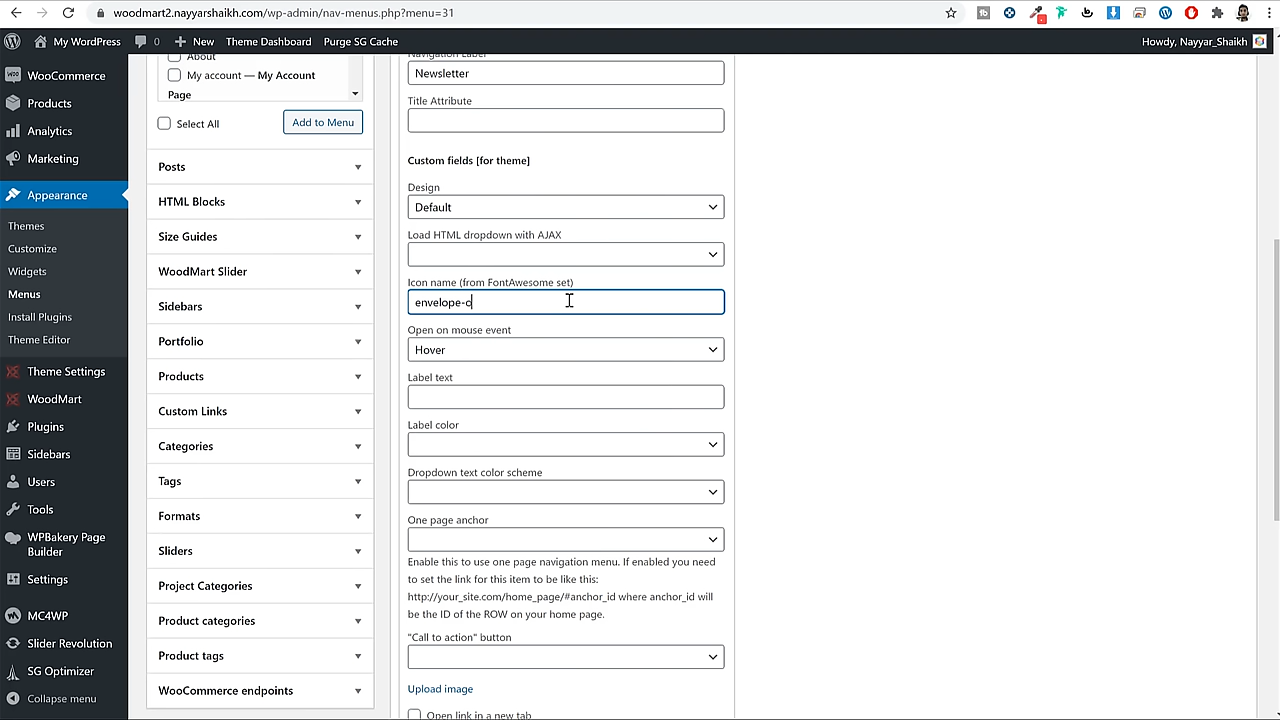 woodmart2.nayyarshaikh.com/wp-admin/nav-menus.php?menu=31
My WordPress
0
New
Theme Dashboard
Purge SG Cache
Howdy, Nayyar_Shaikh
WooCommerce
Products
Analytics
Marketing
Appearance
Themes
Customize
Widgets
Menus
Install Plugins
Theme Editor
Theme Settings
WoodMart
Plugins
Sidebars
Users
Tools
WPBakery Page
Builder
Settings
MC4WP
Slider Revolution
SG Optimizer
Collapse menu
About
My account — My Account
Page
Select All
Add to Menu
Posts
HTML Blocks
Size Guides
WoodMart Slider
Sidebars
Portfolio
Products
Custom Links
Categories
Tags
Formats
Sliders
Project Categories
Product categories
Product tags
WooCommerce endpoints
Navigation Label
Newsletter
Title Attribute
Custom fields [for theme]
Design
Default
Load HTML dropdown with AJAX
Icon name (from FontAwesome set)
envelope-o
Open on mouse event
Hover
Label text
Label color
Dropdown text color scheme
One page anchor
Enable this to use one page navigation menu. If enabled you need
to set the link for this item to be like this:
http://your_site.com/home_page/#anchor_id where anchor_id will
be the ID of the ROW on your home page.
"Call to action" button
Upload image
Open link in a new tab